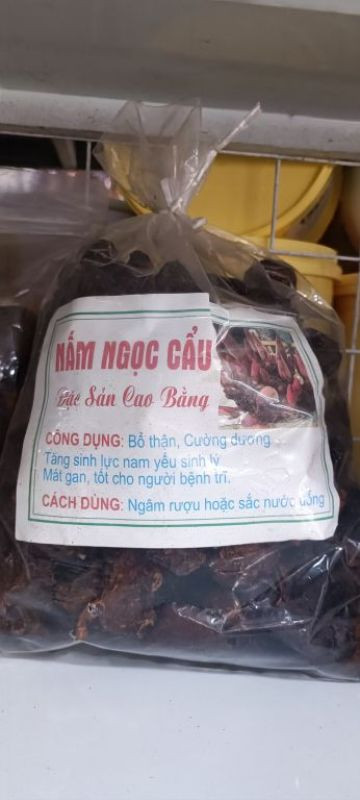 NẤM NGỌC CẨU
Đặc Sản Cao Bằng
CÔNG DỤNG: Bổ thận, Cường dương
Tăng sinh lực nam yếu sinh lý
Mát gan, tốt cho người bệnh trĩ.
CÁCH DÙNG: Ngâm rượu hoặc sắc nước uống